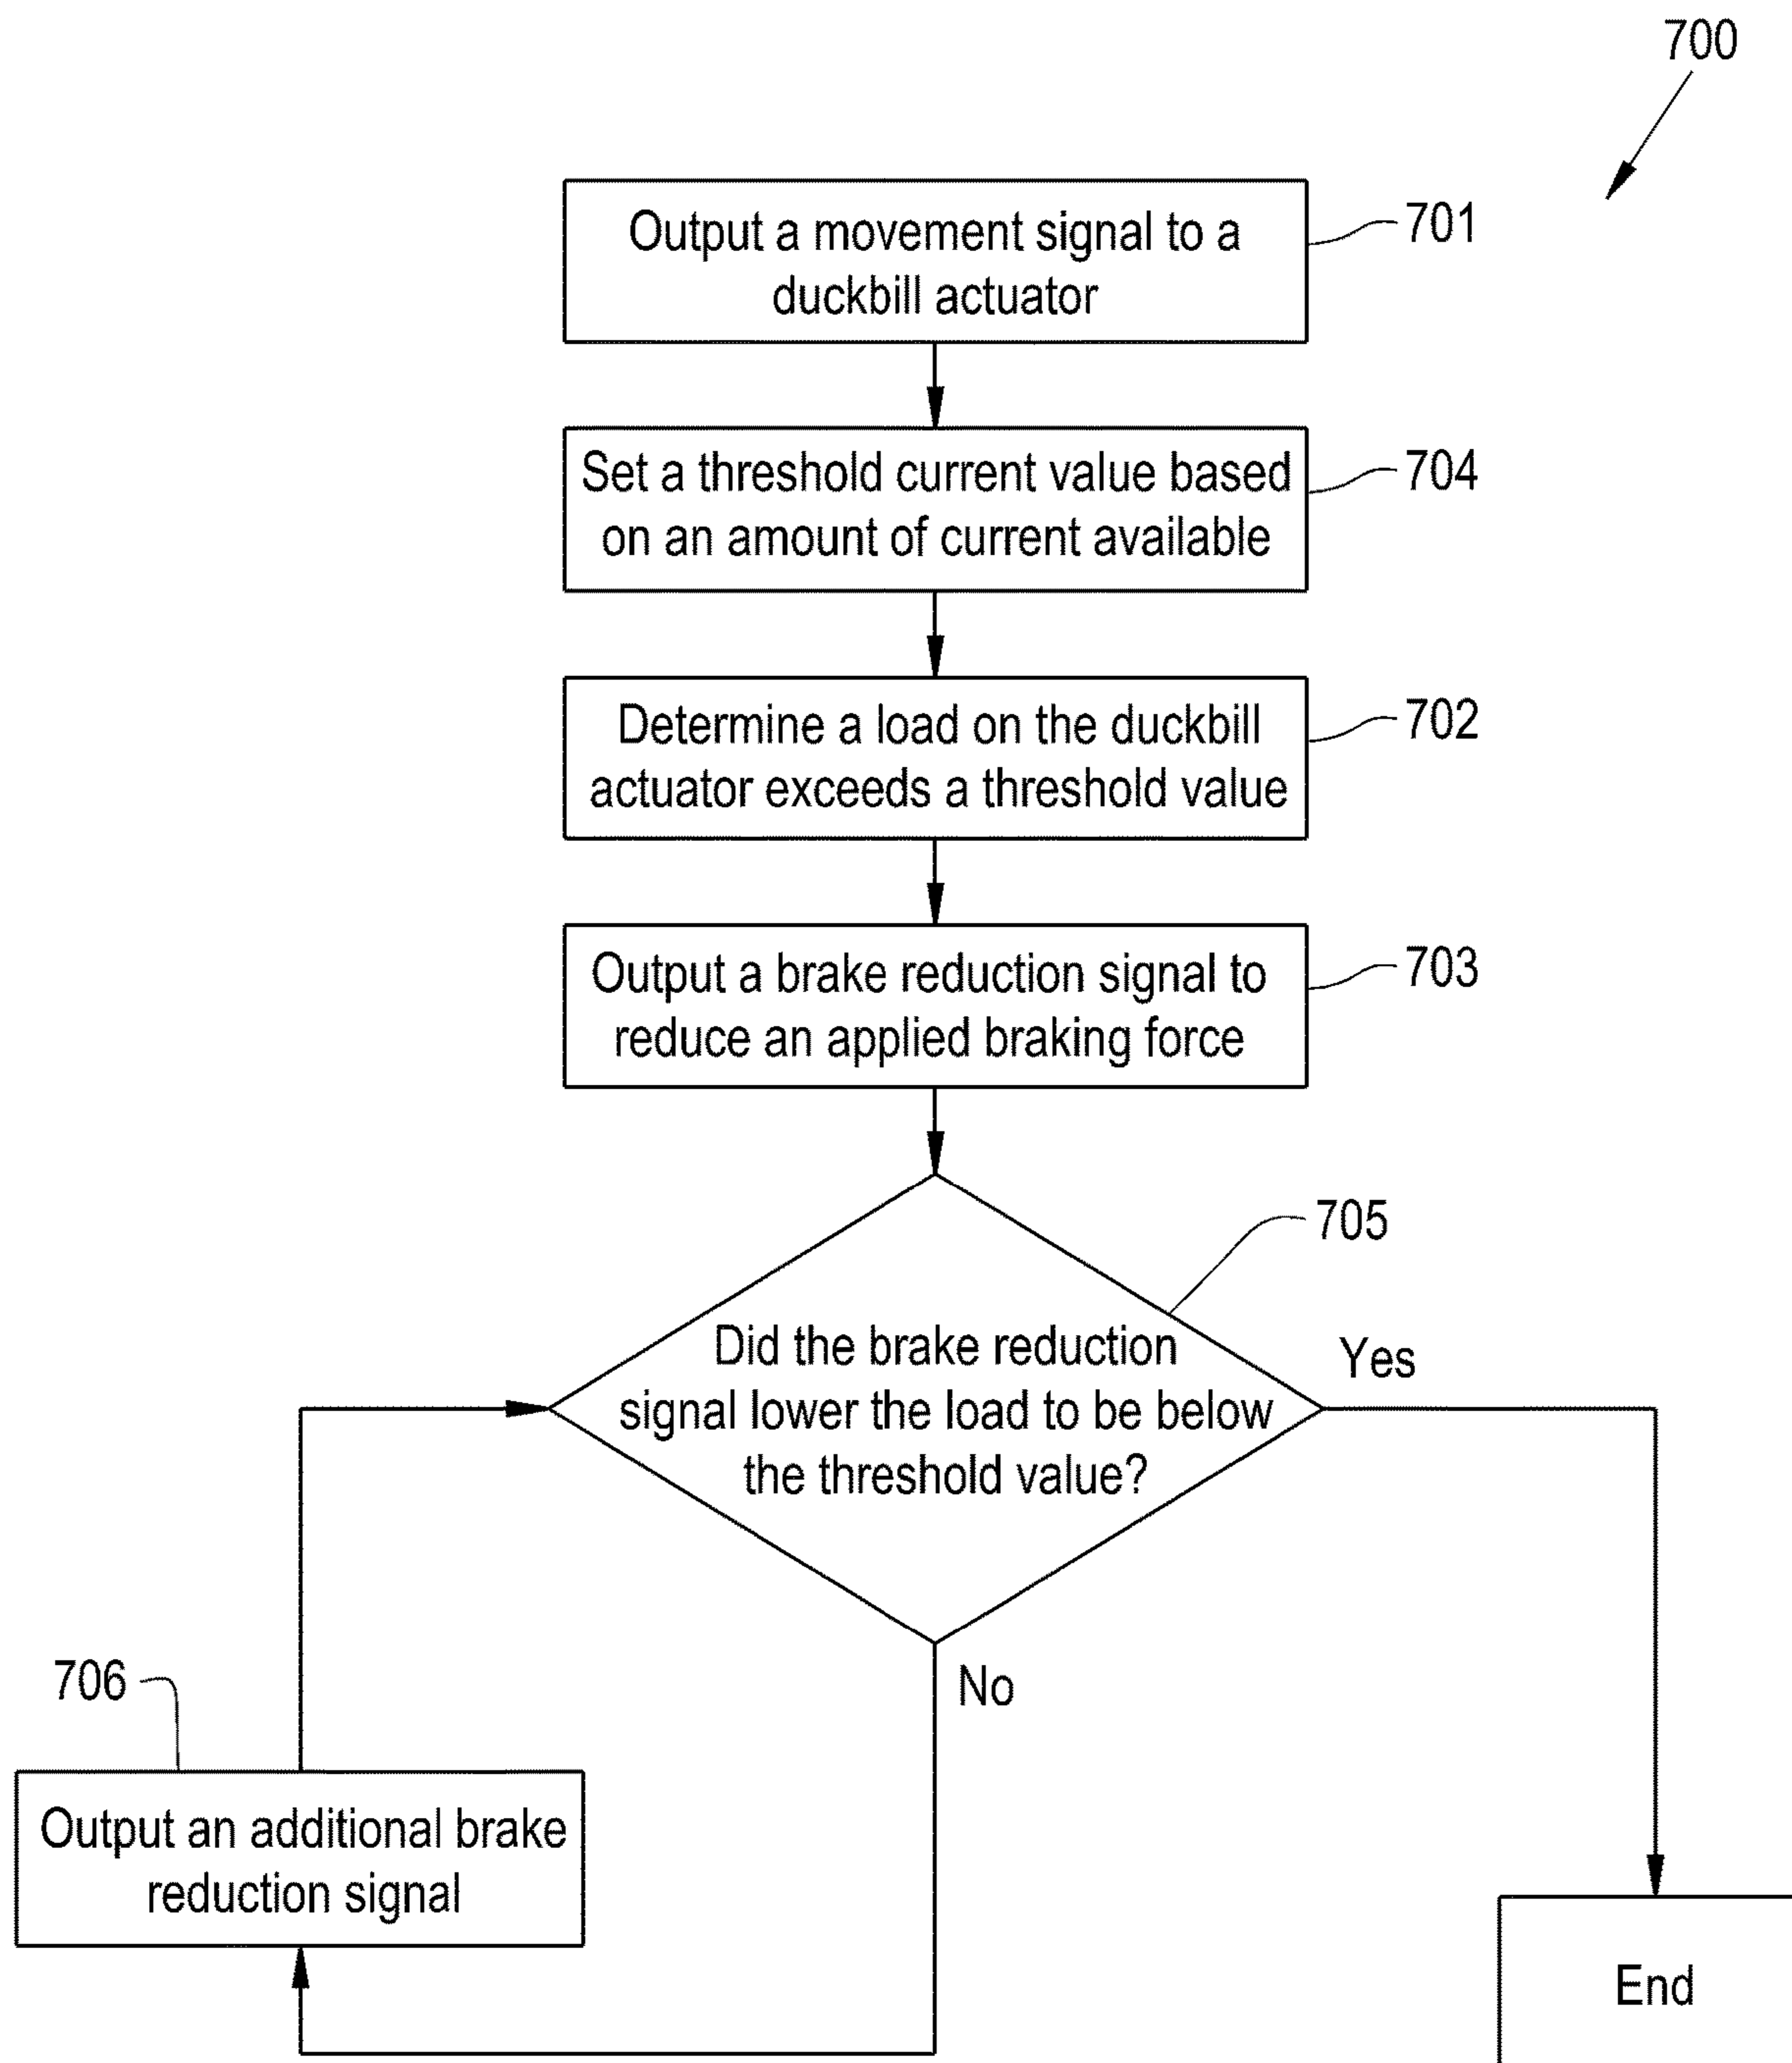 700
Output a movement signal to a
duckbill actuator
701
Set a threshold current value based
on an amount of current available
704
Determine a load on the duckbill
actuator exceeds a threshold value
702
Output a brake reduction signal to
reduce an applied braking force
703
705
Did the brake reduction
signal lower the load to be below
the threshold value?
Yes
No
706
Output an additional brake
reduction signal
End